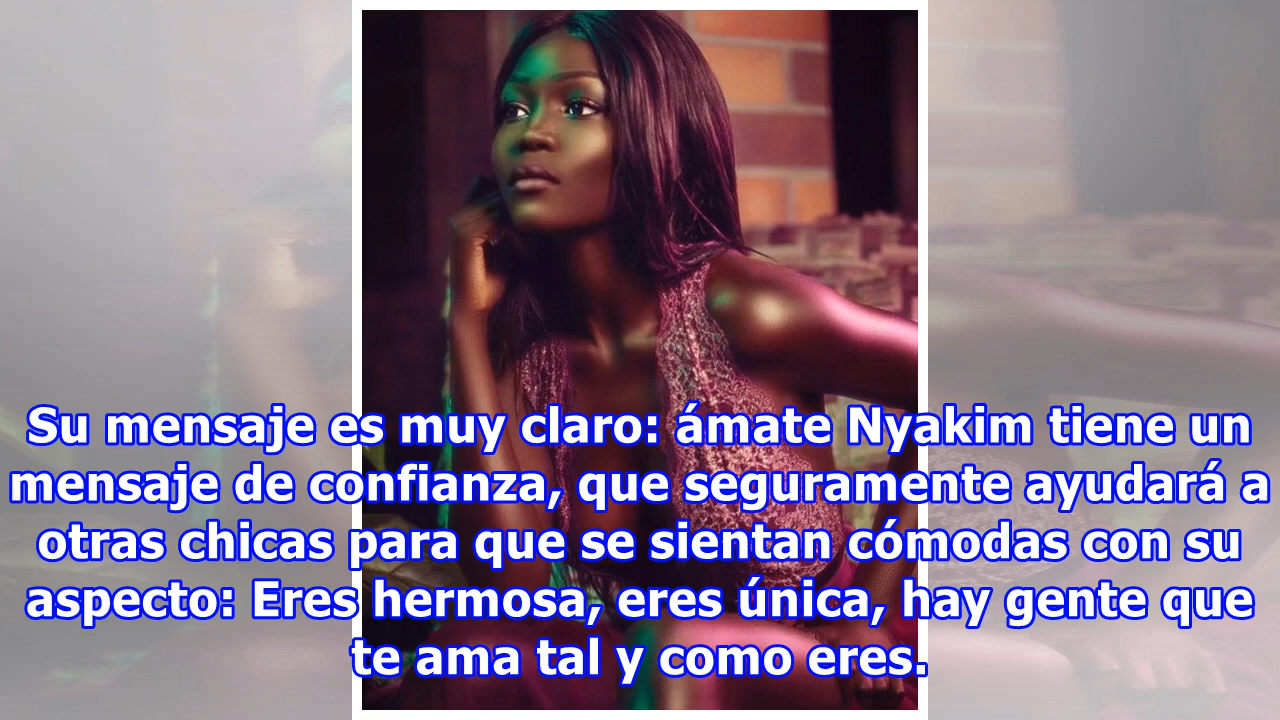 Su mensaje es muy claro: ámate Nyakim tiene un
mensaje de confianza, que seguramente ayudará a
otras chicas para que se sientan cómodas con su
aspecto: Eres hermosa, eres única, hay gente que
te ama tal y como eres.